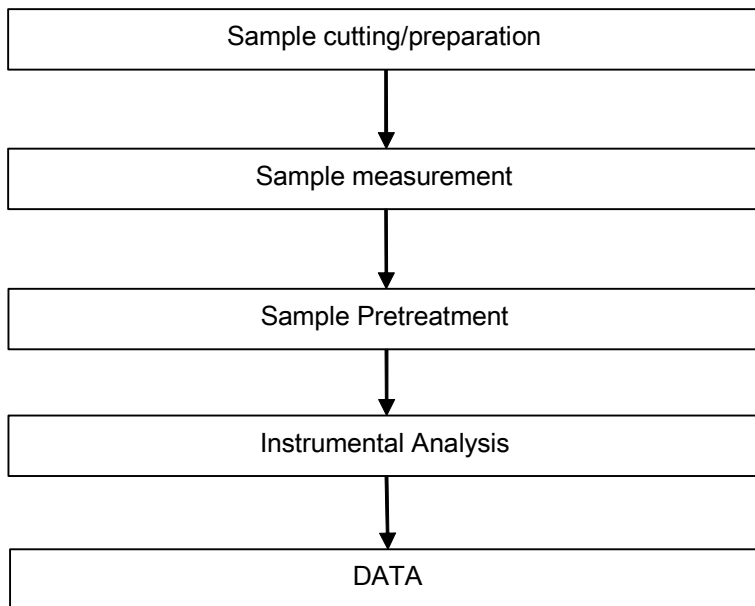 Sample cutting/preparation
Sample measurement
Sample Pretreatment
Instrumental Analysis
DATA